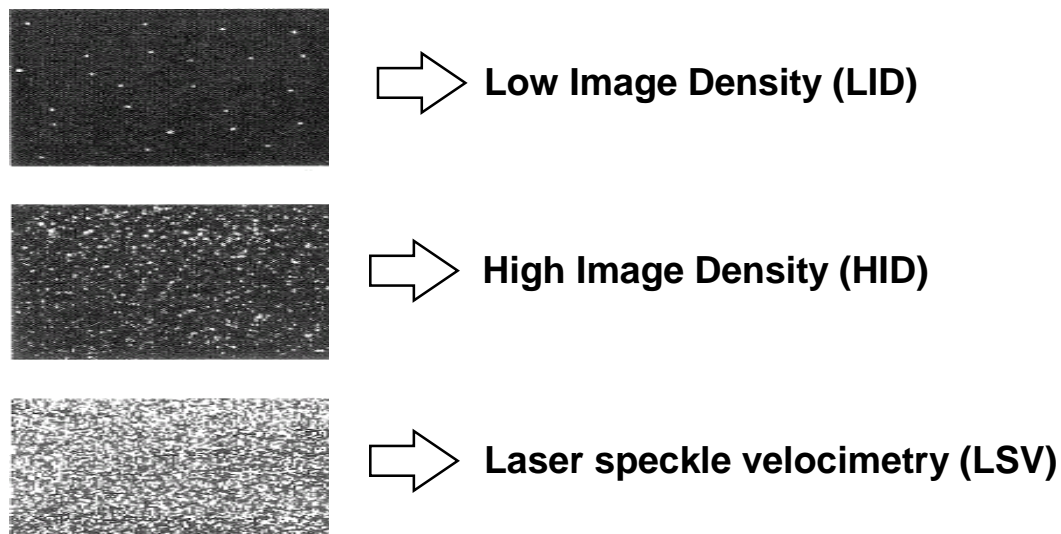 Low Image Density (LID)
High Image Density (HID)
Laser speckle velocimetry (LSV)